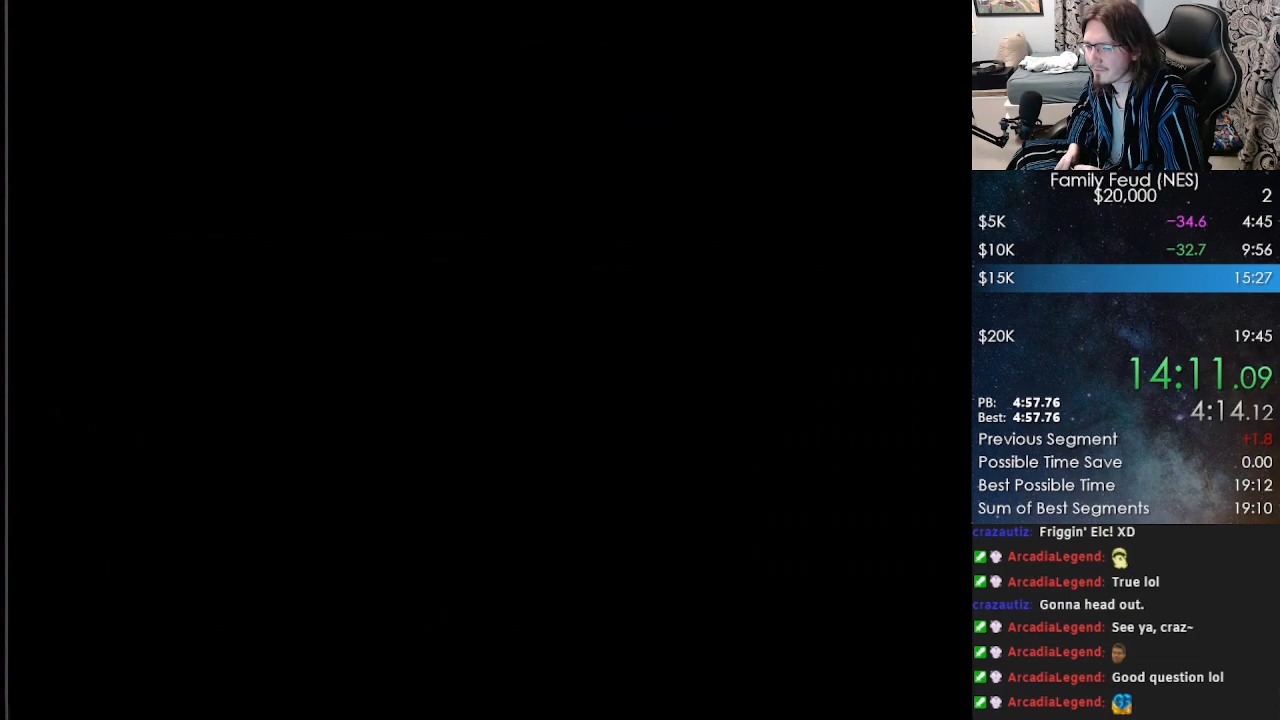 Family Feud (NES)
$20,000 2
$5K −34.6 4:45
$10K −32.7 9:56
$15K 15:27
$20K 19:45
14:11.09
PB: 4:57.76
Best: 4:57.76
4:14.12
Previous Segment +1.8
Possible Time Save 0.00
Best Possible Time 19:12
Sum of Best Segments 19:10
crazautiz: Friggin' Elc! XD
ArcadiaLegend:
ArcadiaLegend: True lol
crazautiz: Gonna head out.
ArcadiaLegend: See ya, craz~
ArcadiaLegend:
ArcadiaLegend: Good question lol
ArcadiaLegend: